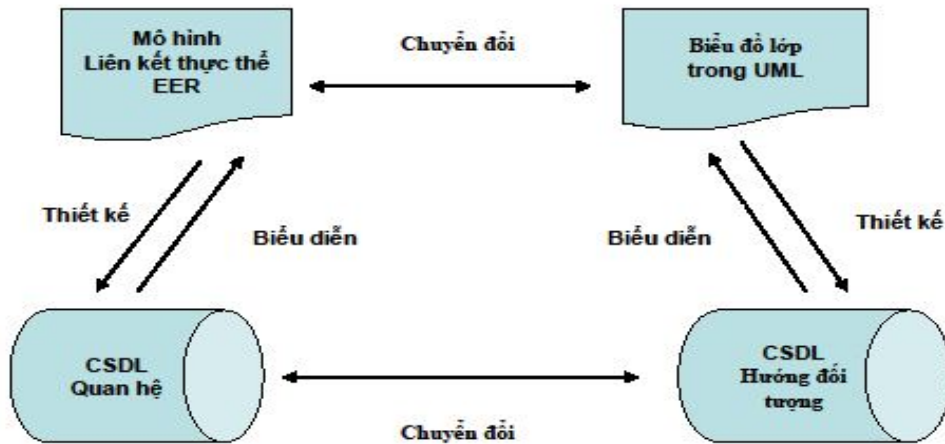 Mô hình
Liên kết thực thể
EER
Chuyển đổi
Biểu đồ lớp
trong UML
Thiết kế
Biểu diễn
Biểu diễn
Thiết kế
CSDL
Quan hệ
CSDL
Hướng đối
tượng
Chuyển đổi